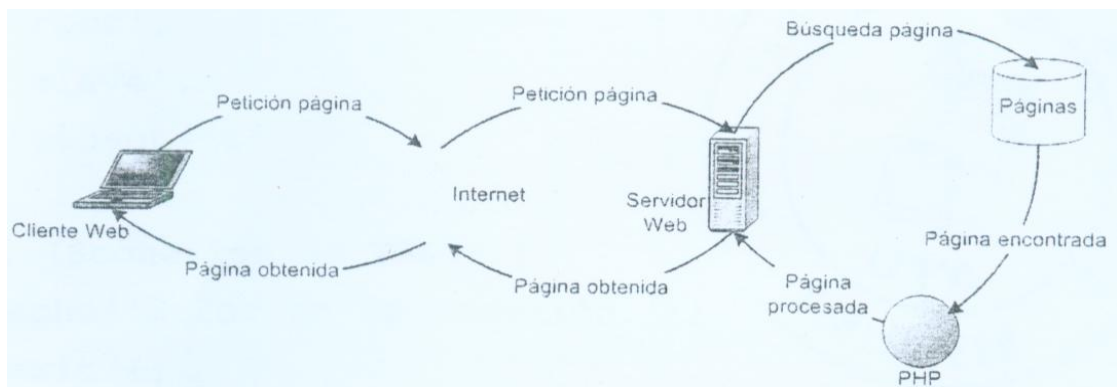 Búsqueda página
Petición página
Petición página
Páginas
Internet
Servidor
Web
Cliente Web
Página encontrada
Página obtenida
Página obtenida
Página
procesada
PHP